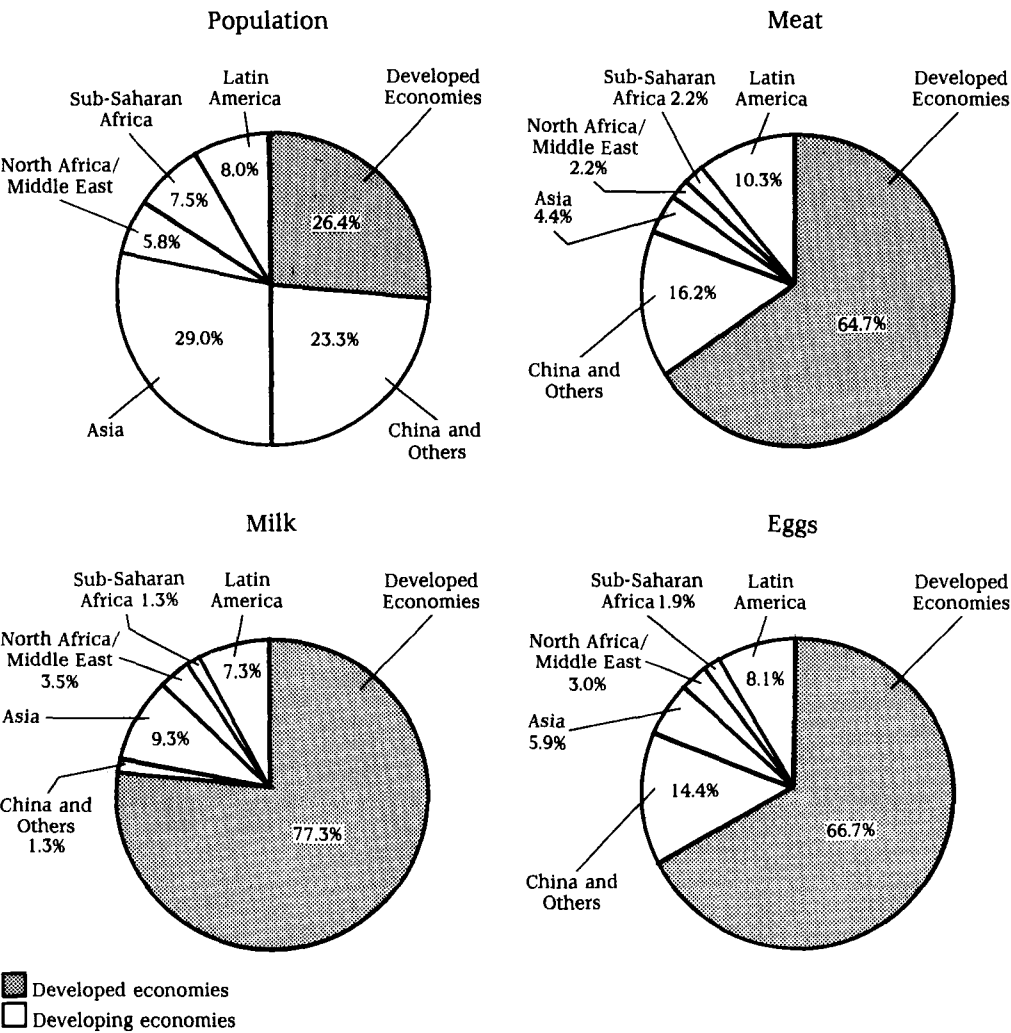 Population
Latin
America
Developed
Economies
Sub-Saharan
Africa
North Africa/
Middle East
8.0%
7.5%
5.8%
26.4%
29.0%
23.3%
Asia
China and
Others
Meat
Sub-Saharan
Africa 2.2%
Latin
America
Developed
Economies
North Africa/
Middle East
2.2%
Asia
4.4%
10.3%
16.2%
64.7%
China and
Others
Milk
Sub-Saharan
Africa 1.3%
Latin
America
Developed
Economies
North Africa/
Middle East
3.5%
7.3%
Asia
9.3%
China and
Others
1.3%
77.3%
Eggs
Sub-Saharan
Africa 1.9%
Latin
America
Developed
Economies
North Africa/
Middle East
3.0%
8.1%
Asia
5.9%
14.4%
66.7%
China and
Others
Developed economies
Developing economies